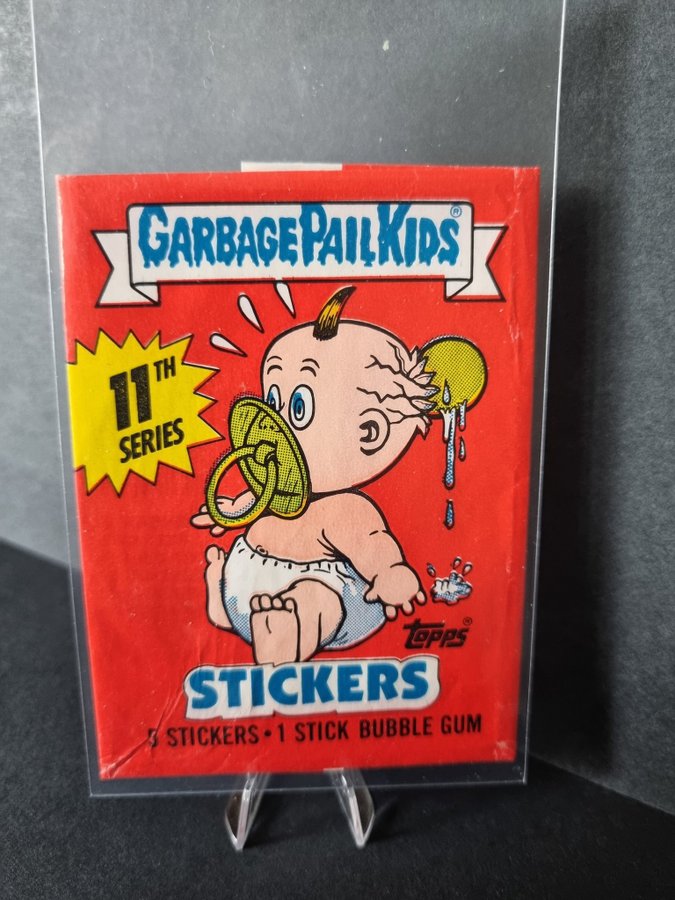 GARBAGE PAIL KIDS®
11TH
SERIES
topps®
STICKERS
5 STICKERS • 1 STICK BUBBLE GUM